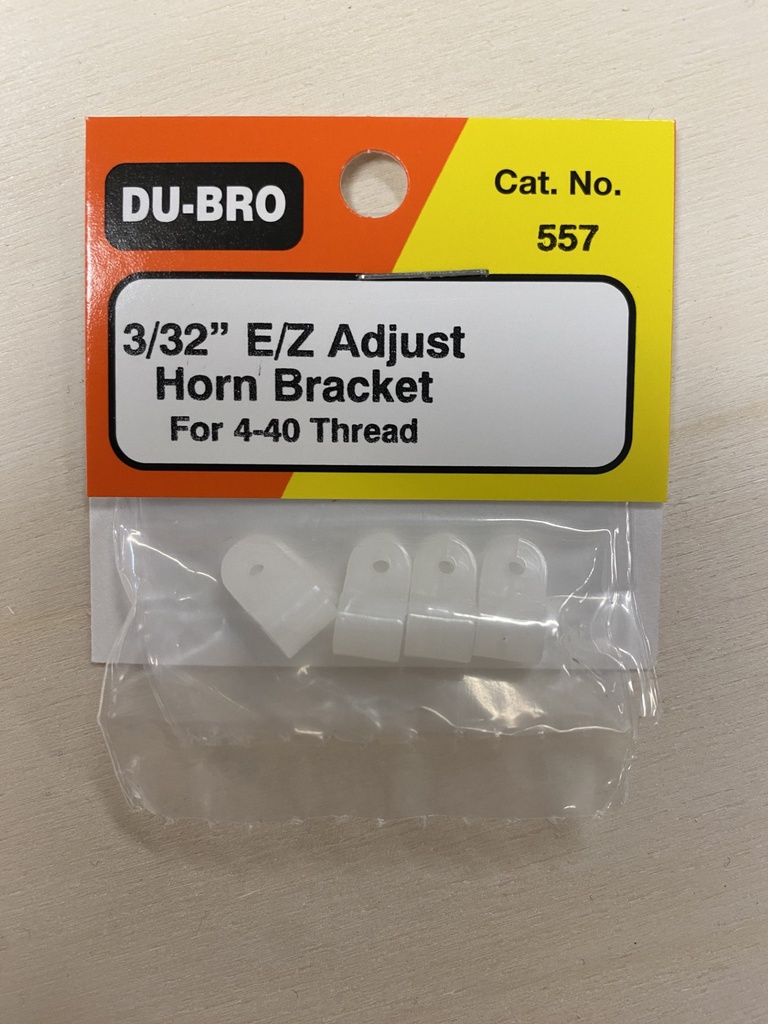 DU-BRO
Cat. No.
557
3/32” E/Z Adjust
Horn Bracket
For 4-40 Thread